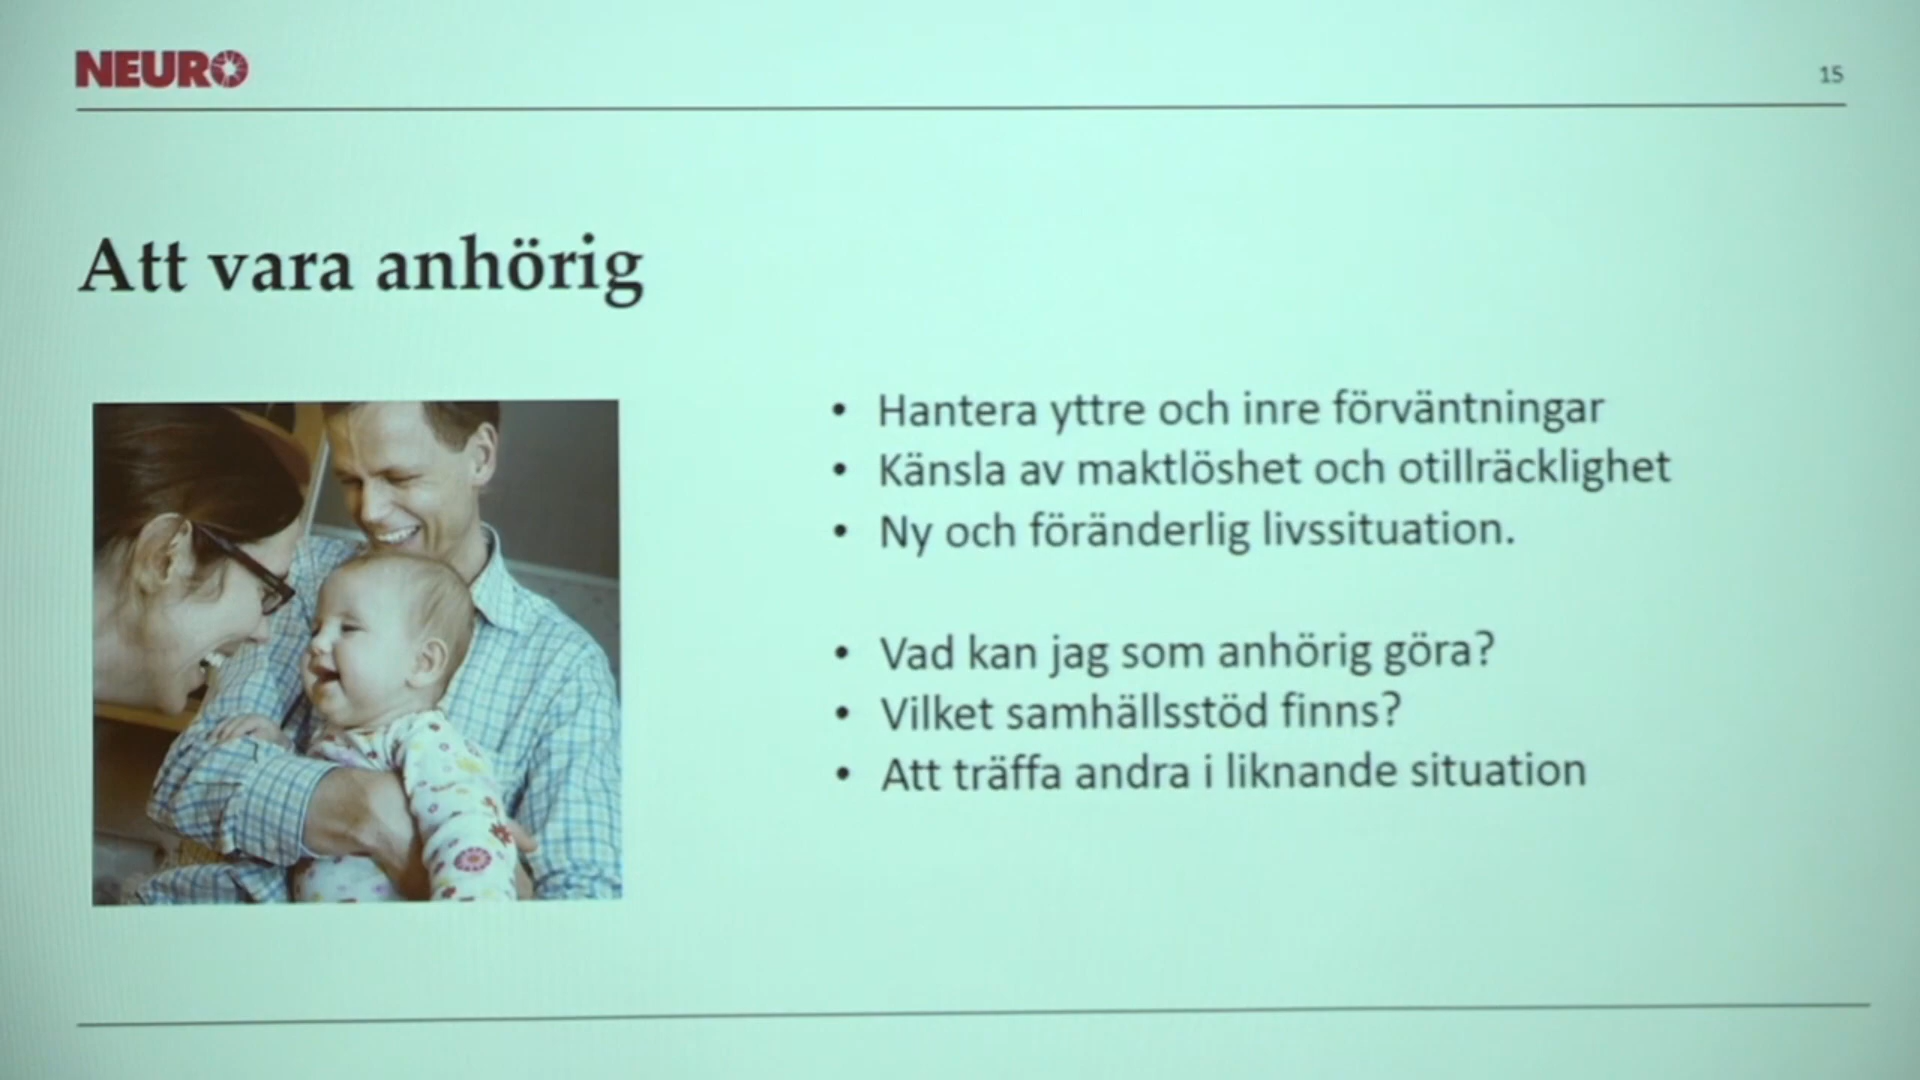 NEURO
15
Att vara anhörig
• Hantera yttre och inre förväntningar
• Känsla av maktlöshet och otillräcklighet
• Ny och föränderlig livssituation.
• Vad kan jag som anhörig göra?
• Vilket samhällsstöd finns?
• Att träffa andra i liknande situation